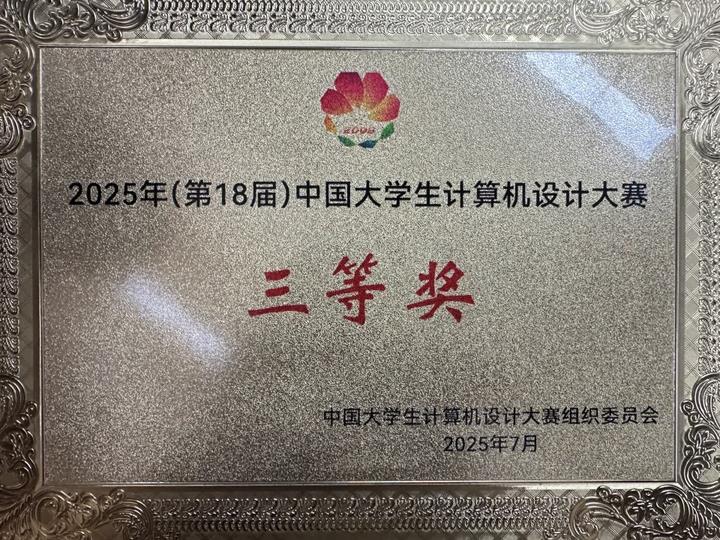 2008
2025年(第18届)中国大学生计算机设计大赛
三等奖
中国大学生计算机设计大赛组织委员会
2025年7月